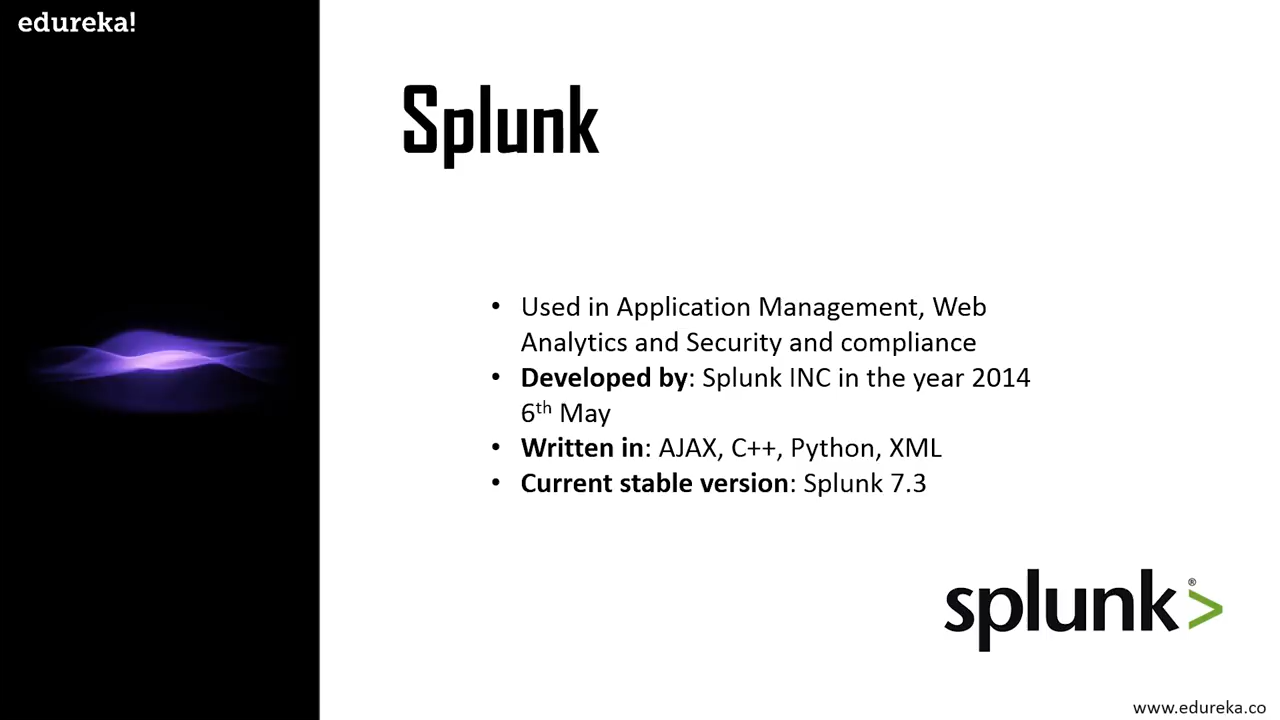 edureka!
Splunk
• Used in Application Management, Web
Analytics and Security and compliance
• Developed by: Splunk INC in the year 2014
6th May
• Written in: AJAX, C++, Python, XML
• Current stable version: Splunk 7.3
splunk®>
www.edureka.co